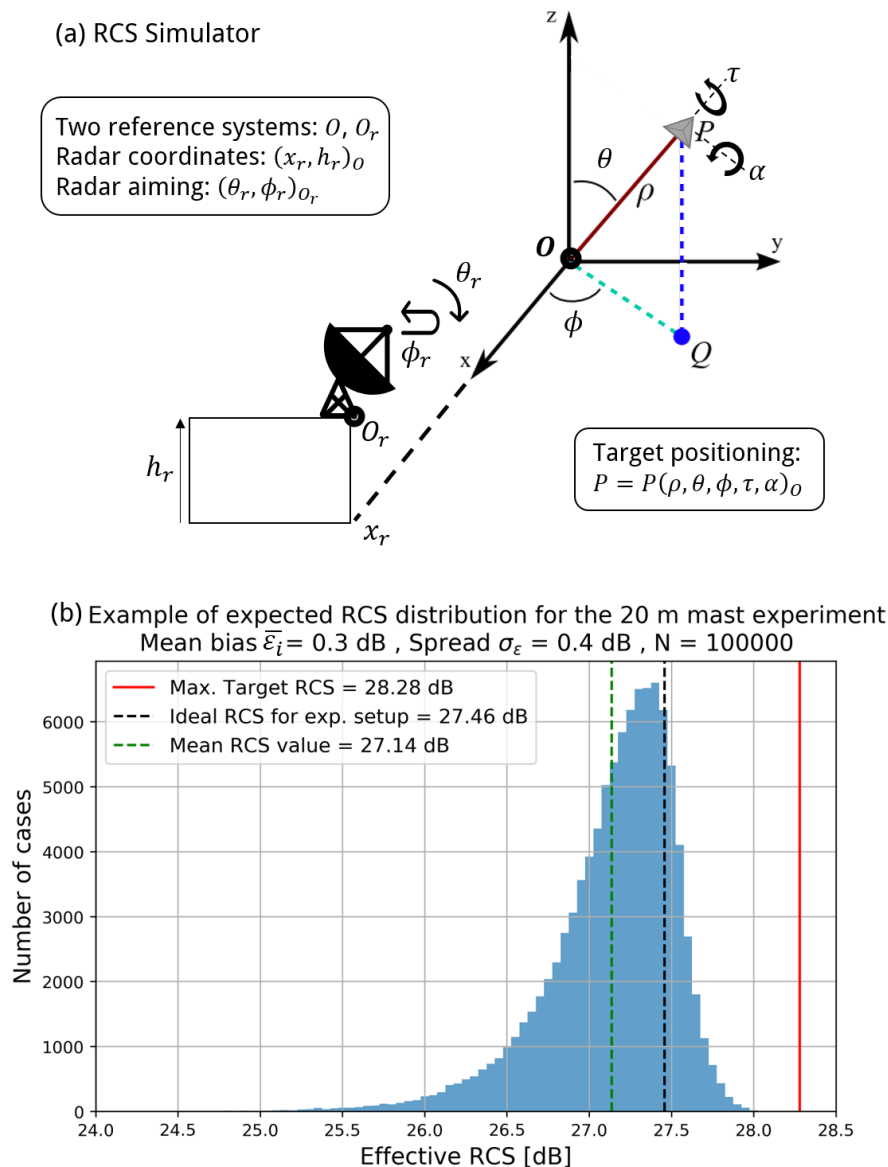 (a) RCS Simulator
Two reference systems: O, O_r
Radar coordinates: (x_r, h_r)_O
Radar aiming: (θ_r, ϕ_r)_{O_r}
z
τ
P
α
θ
ρ
O
y
θ_r
ϕ
ϕ_r
x
Q
O_r
h_r
x_r
Target positioning:
P = P(ρ, θ, ϕ, τ, α)_O
(b) Example of expected RCS distribution for the 20 m mast experiment
Mean bias ε̅_i = 0.3 dB , Spread σ_ε = 0.4 dB , N = 100000
Max. Target RCS = 28.28 dB
Ideal RCS for exp. setup = 27.46 dB
Mean RCS value = 27.14 dB
Number of cases
6000
5000
4000
3000
2000
1000
0
24.0 24.5 25.0 25.5 26.0 26.5 27.0 27.5 28.0 28.5
Effective RCS [dB]